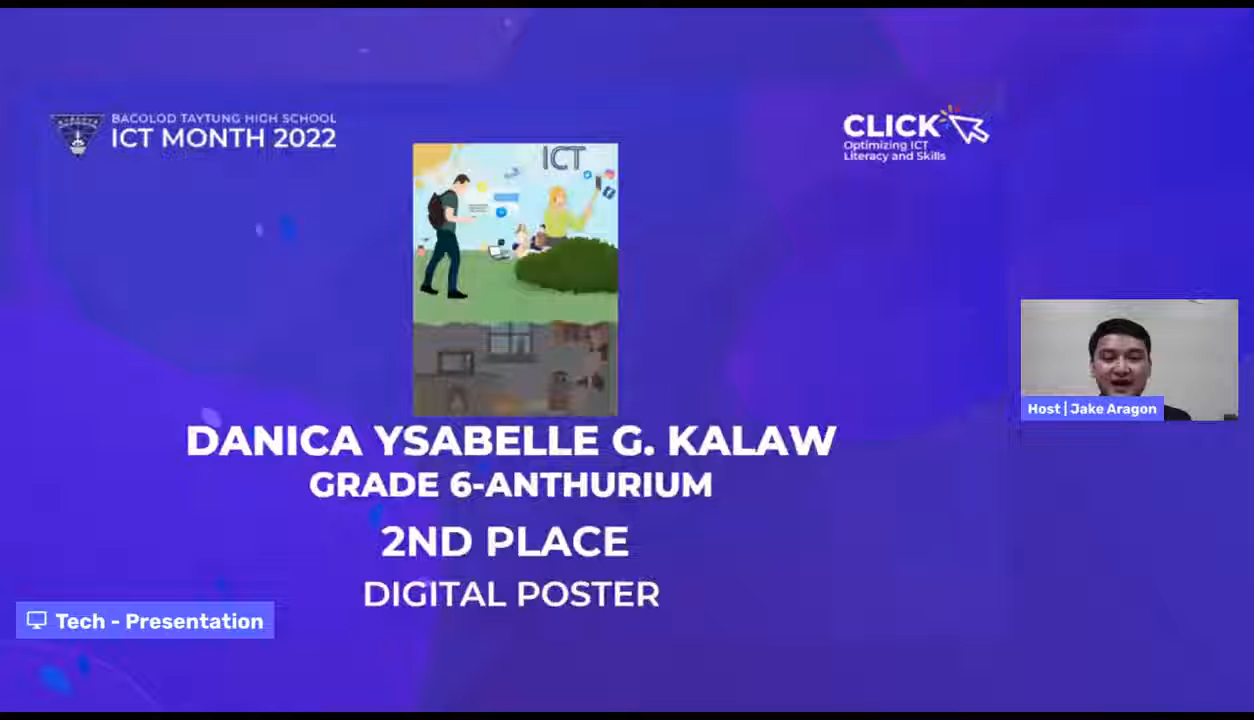 BACOLOD TAYTUNG HIGH SCHOOL
ICT MONTH 2022
CLICK
Optimizing ICT
Literacy and Skills
ICT
Host | Jake Aragon
DANICA YSABELLE G. KALAW
GRADE 6-ANTHURIUM
2ND PLACE
DIGITAL POSTER
Tech - Presentation